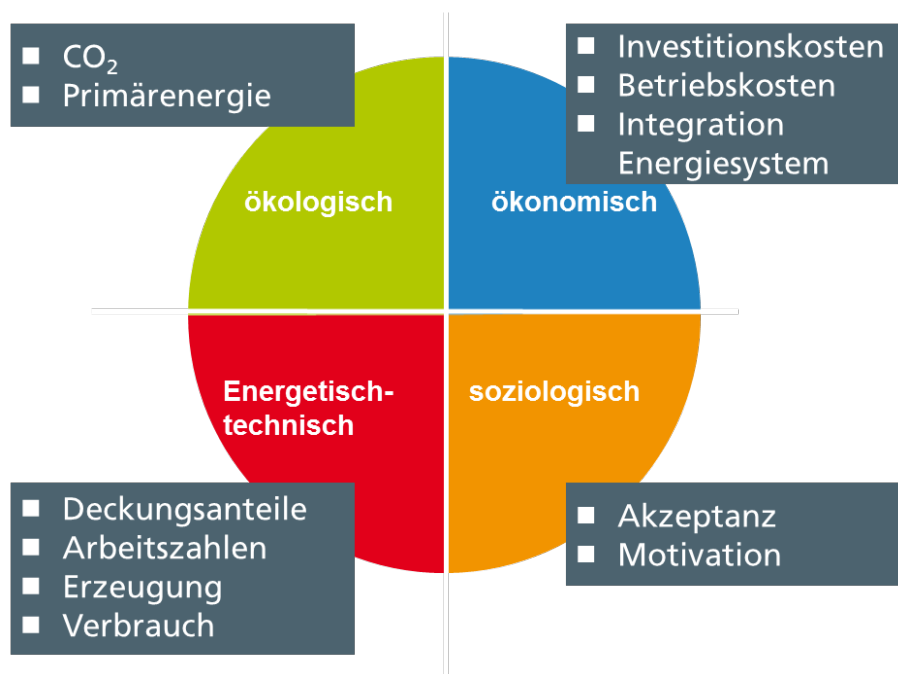 CO₂
Primärenergie
Investitionskosten
Betriebskosten
Integration
Energiesystem
ökologisch
ökonomisch
Energetisch-
technisch
soziologisch
Deckungsanteile
Arbeitszahlen
Erzeugung
Verbrauch
Akzeptanz
Motivation